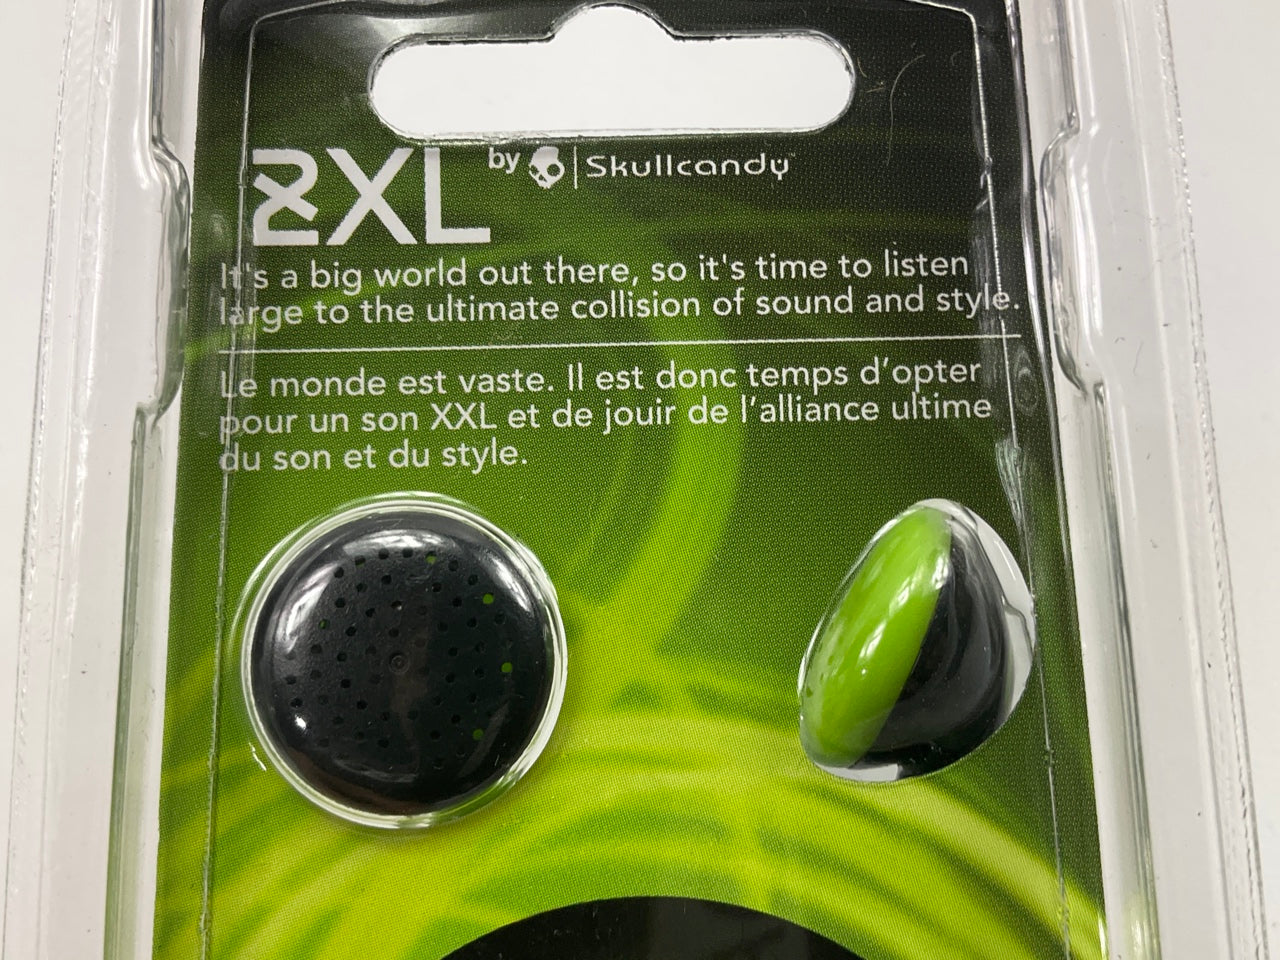 2XL by Skullcandy™
It's a big world out there, so it's time to listen
large to the ultimate collision of sound and style.
Le monde est vaste. Il est donc temps d’opter
pour un son XXL et de jouir de l’alliance ultime
du son et du style.